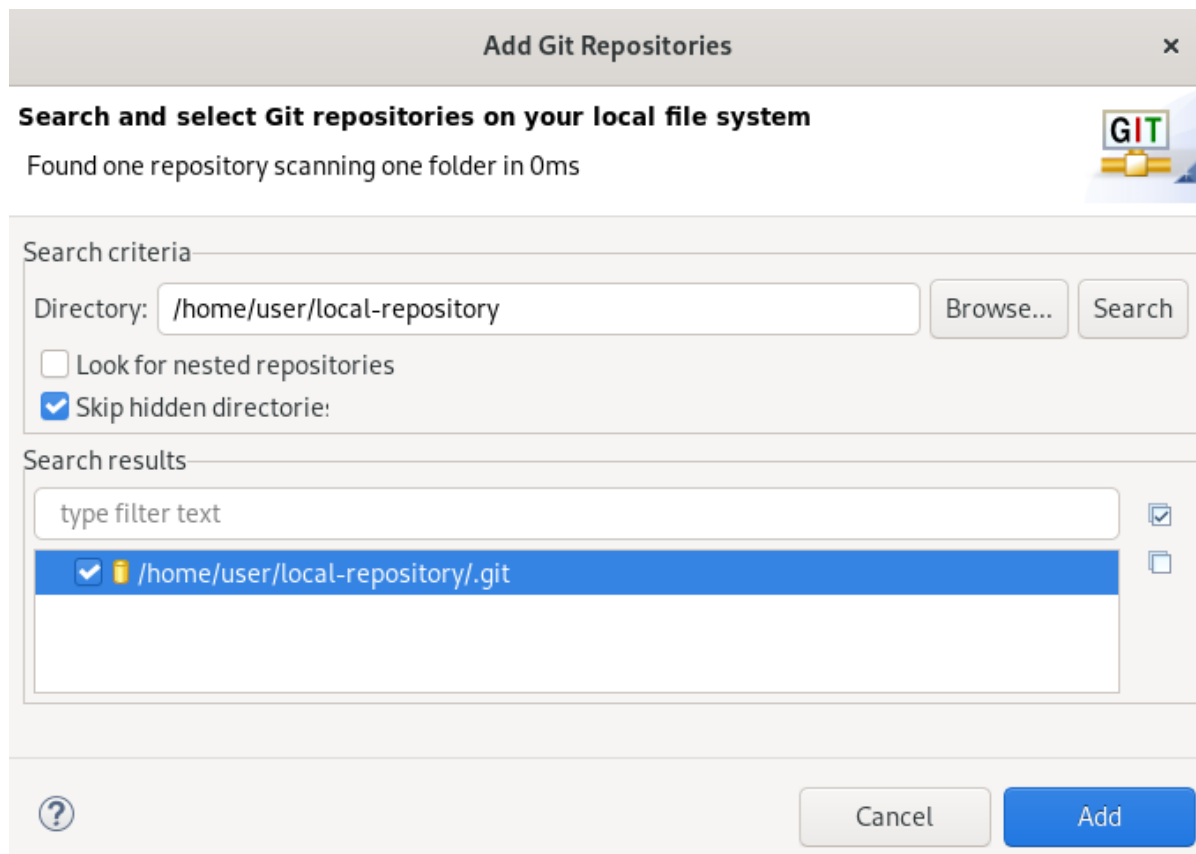 Add Git Repositories ×
Search and select Git repositories on your local file system
GIT
Found one repository scanning one folder in 0ms
Search criteria
Directory: /home/user/local-repository Browse... Search
Look for nested repositories
Skip hidden directories
Search results
type filter text
/home/user/local-repository/.git
? Cancel Add